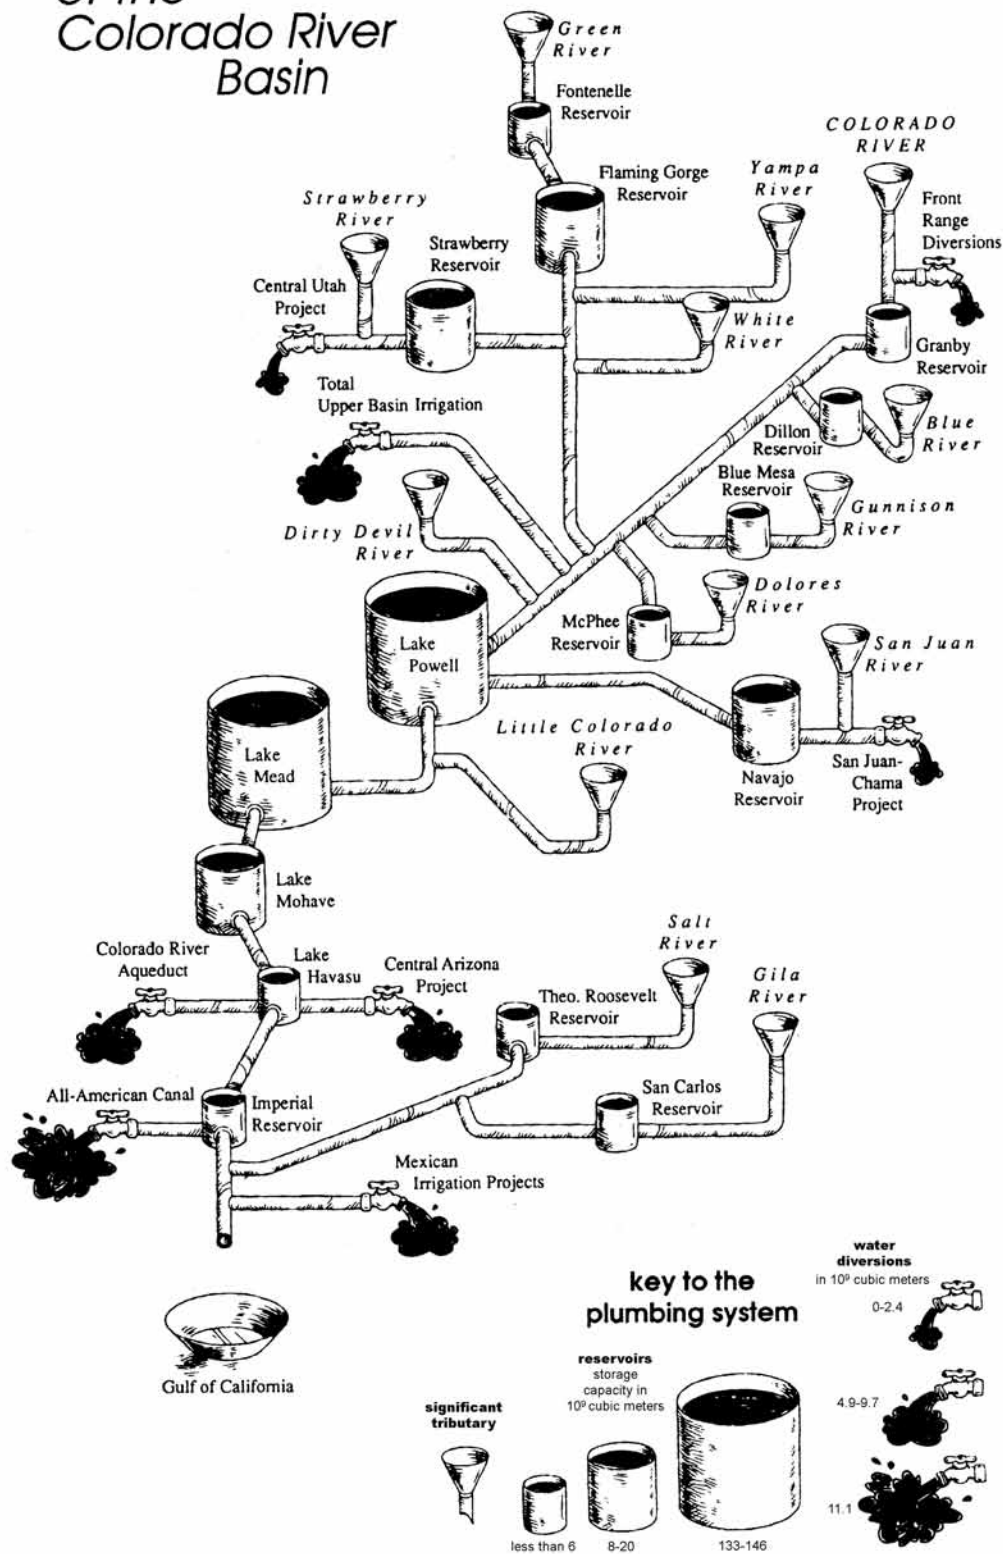 Colorado River
Basin
Green
River
Fontenelle
Reservoir
COLORADO
RIVER
Flaming Gorge
Reservoir
Yampa
River
Front
Range
Diversions
Strawberry
River
Strawberry
Reservoir
Central Utah
Project
White
River
Granby
Reservoir
Total
Upper Basin Irrigation
Dillon
Reservoir
Blue
River
Blue Mesa
Reservoir
Gunnison
River
Dirty Devil
River
Dolores
River
McPhee
Reservoir
Lake
Powell
San Juan
River
Little Colorado
River
Lake
Mead
Navajo
Reservoir
San Juan-
Chama
Project
Lake
Mohave
Salt
River
Colorado River
Aqueduct
Lake
Havasu
Central Arizona
Project
Gila
River
Theo. Roosevelt
Reservoir
All-American Canal
Imperial
Reservoir
San Carlos
Reservoir
Mexican
Irrigation Projects
Gulf of California
key to the
plumbing system
water
diversions
in 10⁹ cubic meters
0-2.4
4.9-9.7
11.1
reservoirs
storage
capacity in
10⁹ cubic meters
significant
tributary
less than 6
8-20
133-146